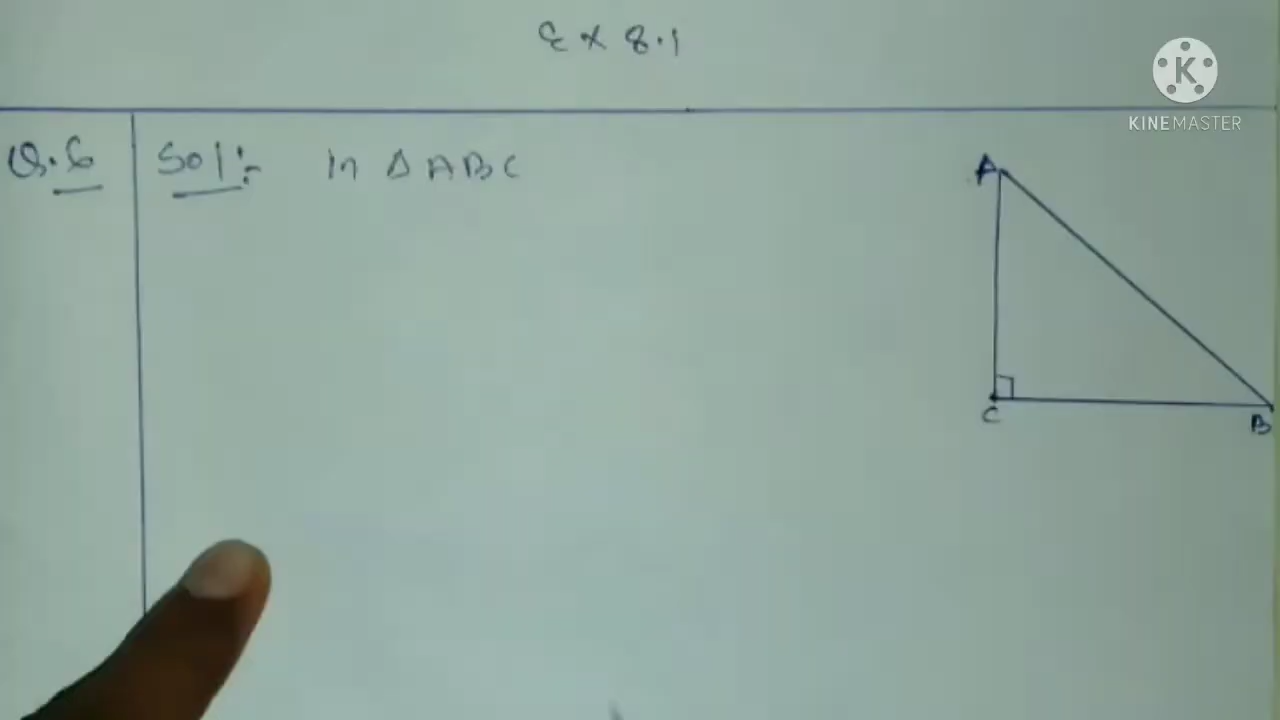 Ex 8.1
KINEMASTER
Q.6
Sol:- In Δ ABC
A
C
B